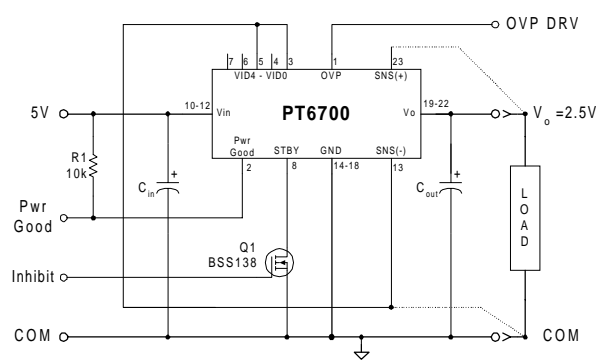 OVP DRV
7 6 5 4 3 1 23
VID4 - VID0 OVP SNS(+)
5V 10-12 Vin PT6700 Vo 19-22 Vo =2.5V
R1
10k
Pwr
Good STBY GND SNS(-)
2 8 14-18 13
Cin
Cout
LOAD
Pwr
Good
Q1
BSS138
Inhibit
COM COM